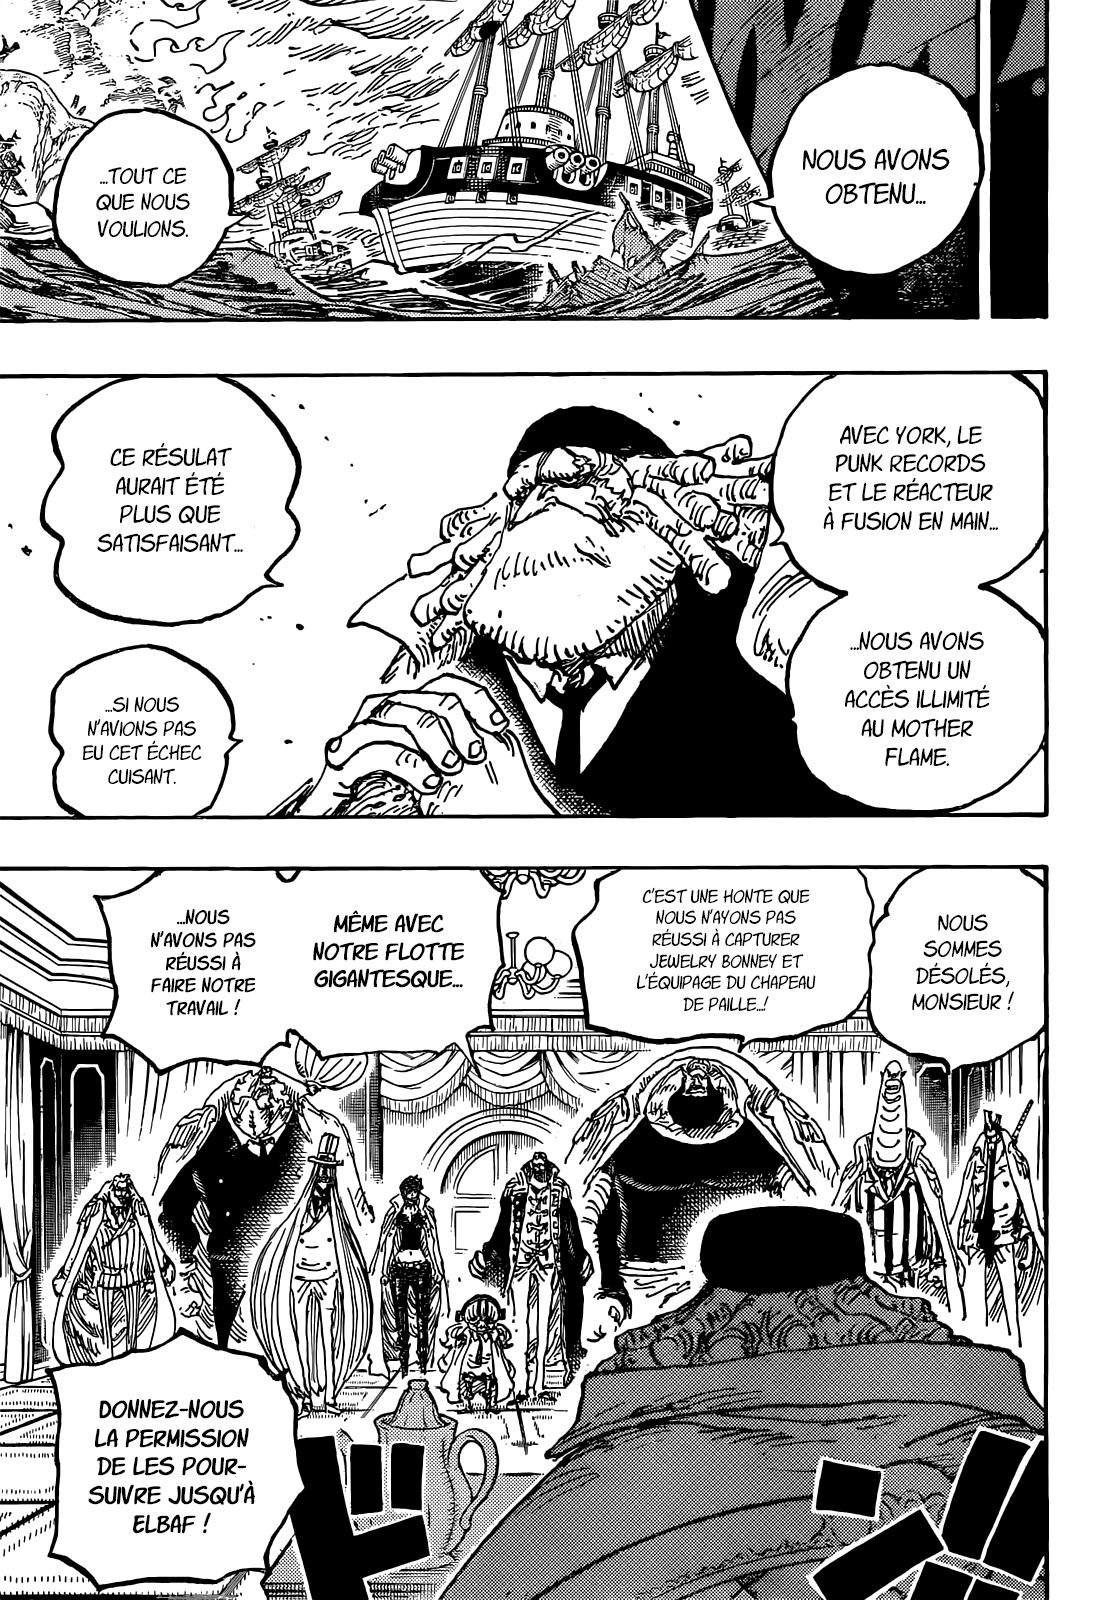 NOUS AVONS
OBTENU...
...TOUT CE
QUE NOUS
VOULIONS.
AVEC YORK, LE
PUNK RECORDS
ET LE RÉACTEUR
À FUSION EN MAIN...
...NOUS AVONS
OBTENU UN
ACCÈS ILLIMITÉ
AU MOTHER
FLAME.
CE RÉSULAT
AURAIT ÉTÉ
PLUS QUE
SATISFAISANT...
...SI NOUS
N'AVIONS PAS
EU CET ÉCHEC
CUISANT.
NOUS
SOMMES
DÉSOLÉS,
MONSIEUR !
C'EST UNE HONTE QUE
NOUS N'AYONS PAS
RÉUSSI À CAPTURER
JEWELRY BONNEY ET
L'ÉQUIPAGE DU CHAPEAU
DE PAILLE...!
MÊME AVEC
NOTRE FLOTTE
GIGANTESQUE...
...NOUS
N'AVONS PAS
RÉUSSI À
FAIRE NOTRE
TRAVAIL !
DONNEZ-NOUS
LA PERMISSION
DE LES POUR-
SUIVRE JUSQU'À
ELBAF !